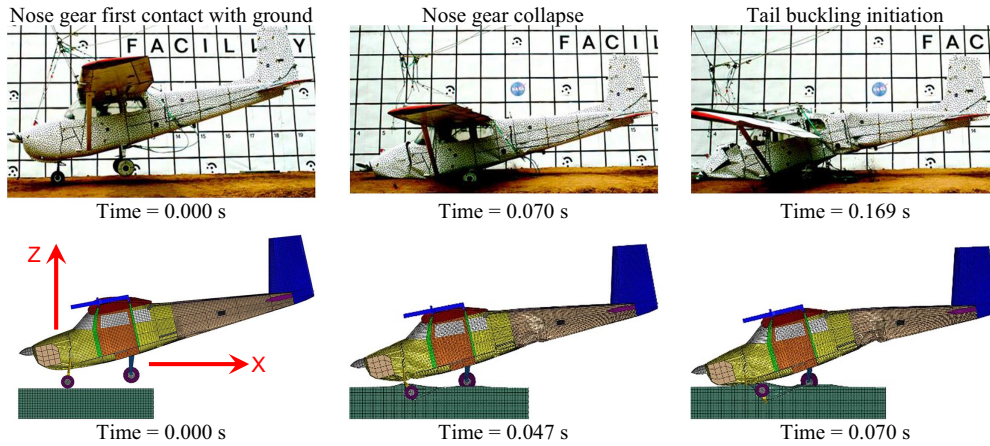 Nose gear first contact with ground
Nose gear collapse
Tail buckling initiation
F A C I L L Y
F A C I L
F A C
Time = 0.000 s
Time = 0.070 s
Time = 0.169 s
Z
X
Time = 0.000 s
Time = 0.047 s
Time = 0.070 s